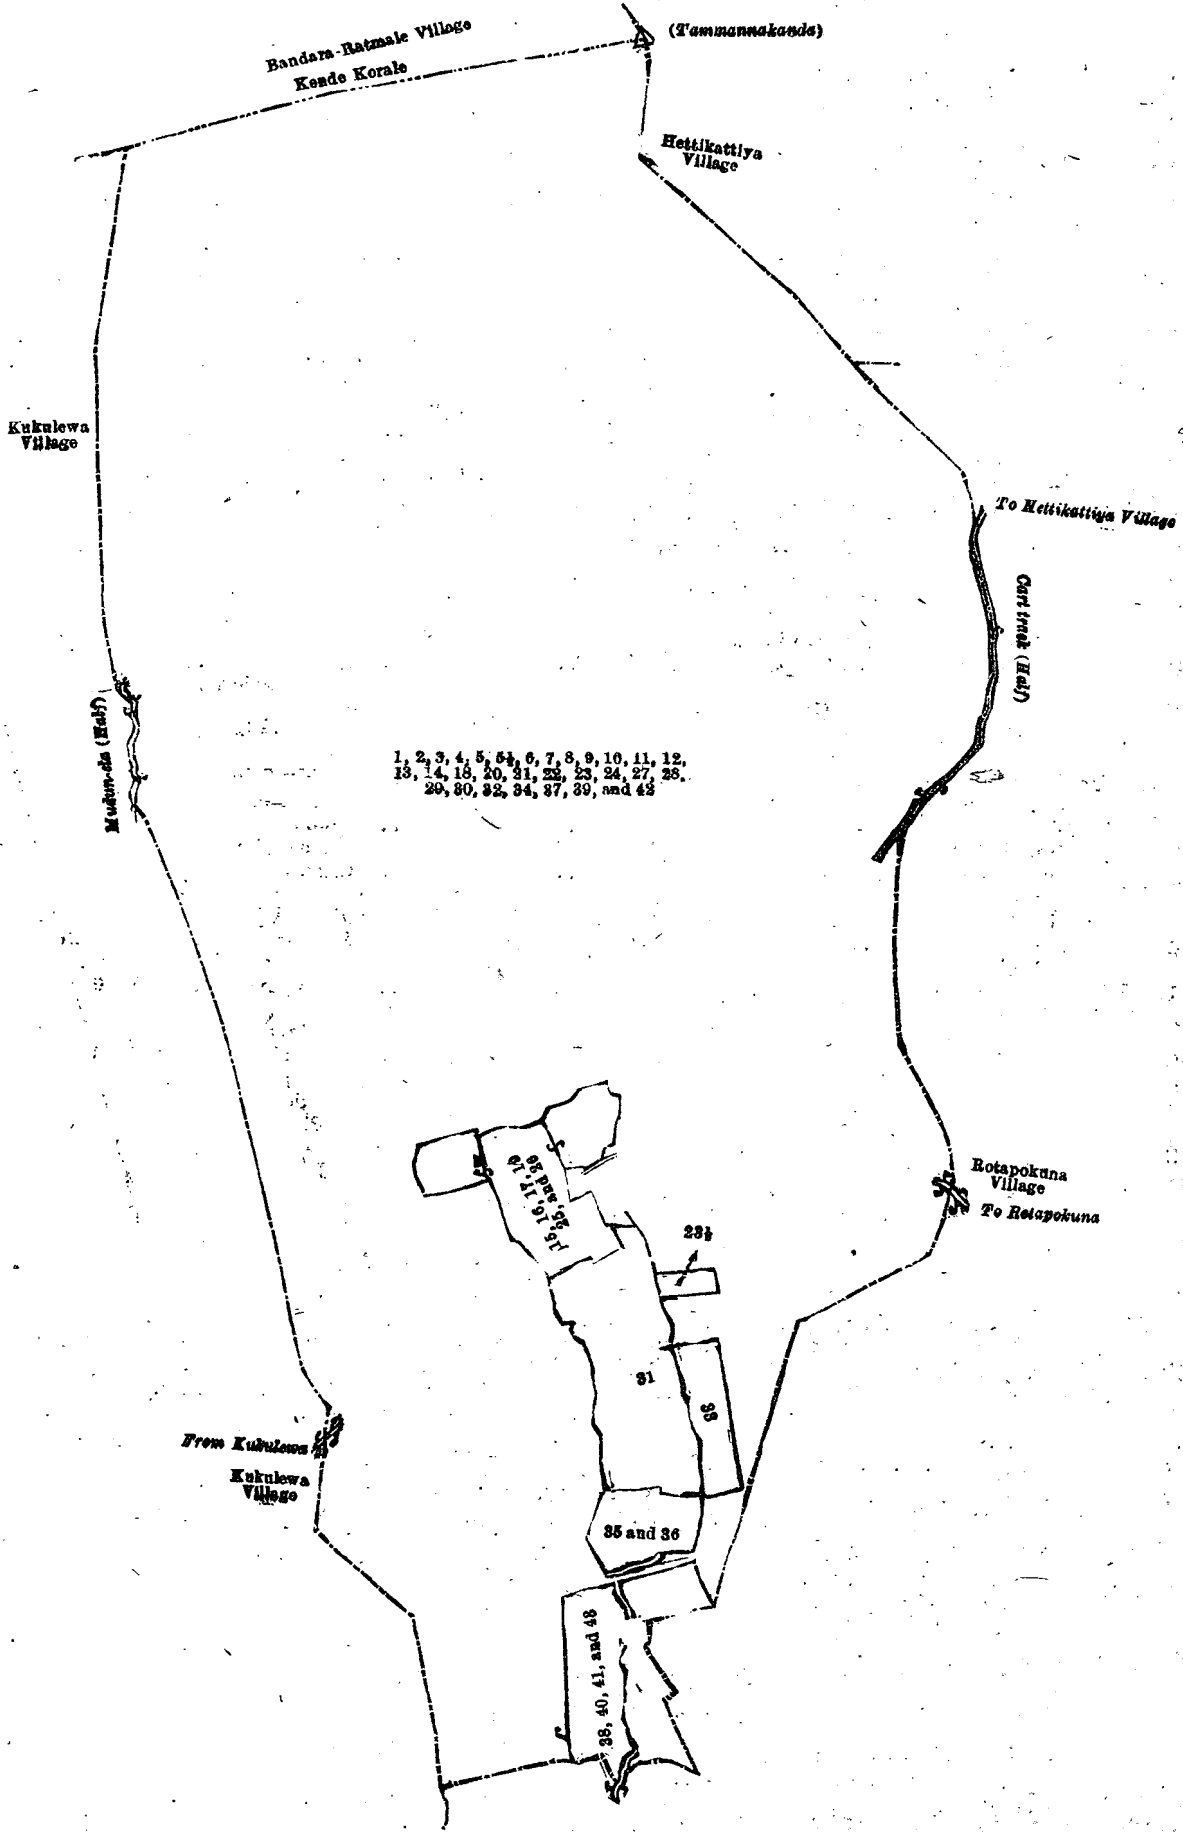 (Tammannakanda)
Bandara-Ratmale Village
Kende Korale
Hettikattiya
Village
Kukulewa
Village
To Hettikattiya Village
Cart track (Half)
Mudun-ela (Half)
1, 2, 3, 4, 5, 5½, 6, 7, 8, 9, 10, 11, 12,
13, 14, 18, 20, 21, 22, 23, 24, 27, 28,
29, 30, 32, 34, 37, 39, and 42
15, 16, 17, 19
25, and 26
Rotapokuna
Village
To Rotapokuna
23½
31
33
From Kukulewa
Kukulewa
Village
35 and 36
38, 40, 41, and 43